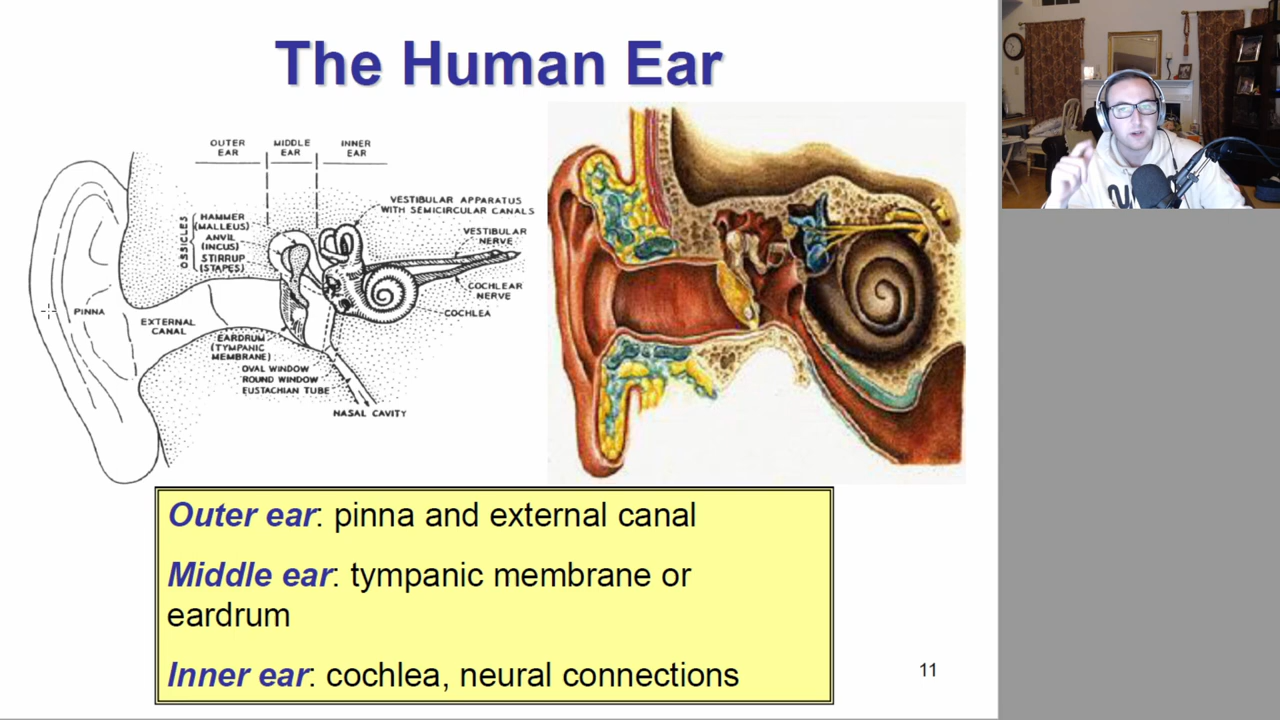 The Human Ear
OUTER EAR
MIDDLE EAR
INNER EAR
VESTIBULAR APPARATUS
WITH SEMICIRCULAR CANALS
VESTIBULAR
NERVE
OSSICLES
HAMMER
(MALLEUS)
ANVIL
(INCUS)
STIRRUP
(STAPES)
COCHLEAR
NERVE
COCHLEA
PINNA
EXTERNAL
CANAL
EARDRUM
(TYMPANIC
MEMBRANE)
OVAL WINDOW
ROUND WINDOW
EUSTACHIAN TUBE
NASAL CAVITY
Outer ear: pinna and external canal
Middle ear: tympanic membrane or
eardrum
Inner ear: cochlea, neural connections
11